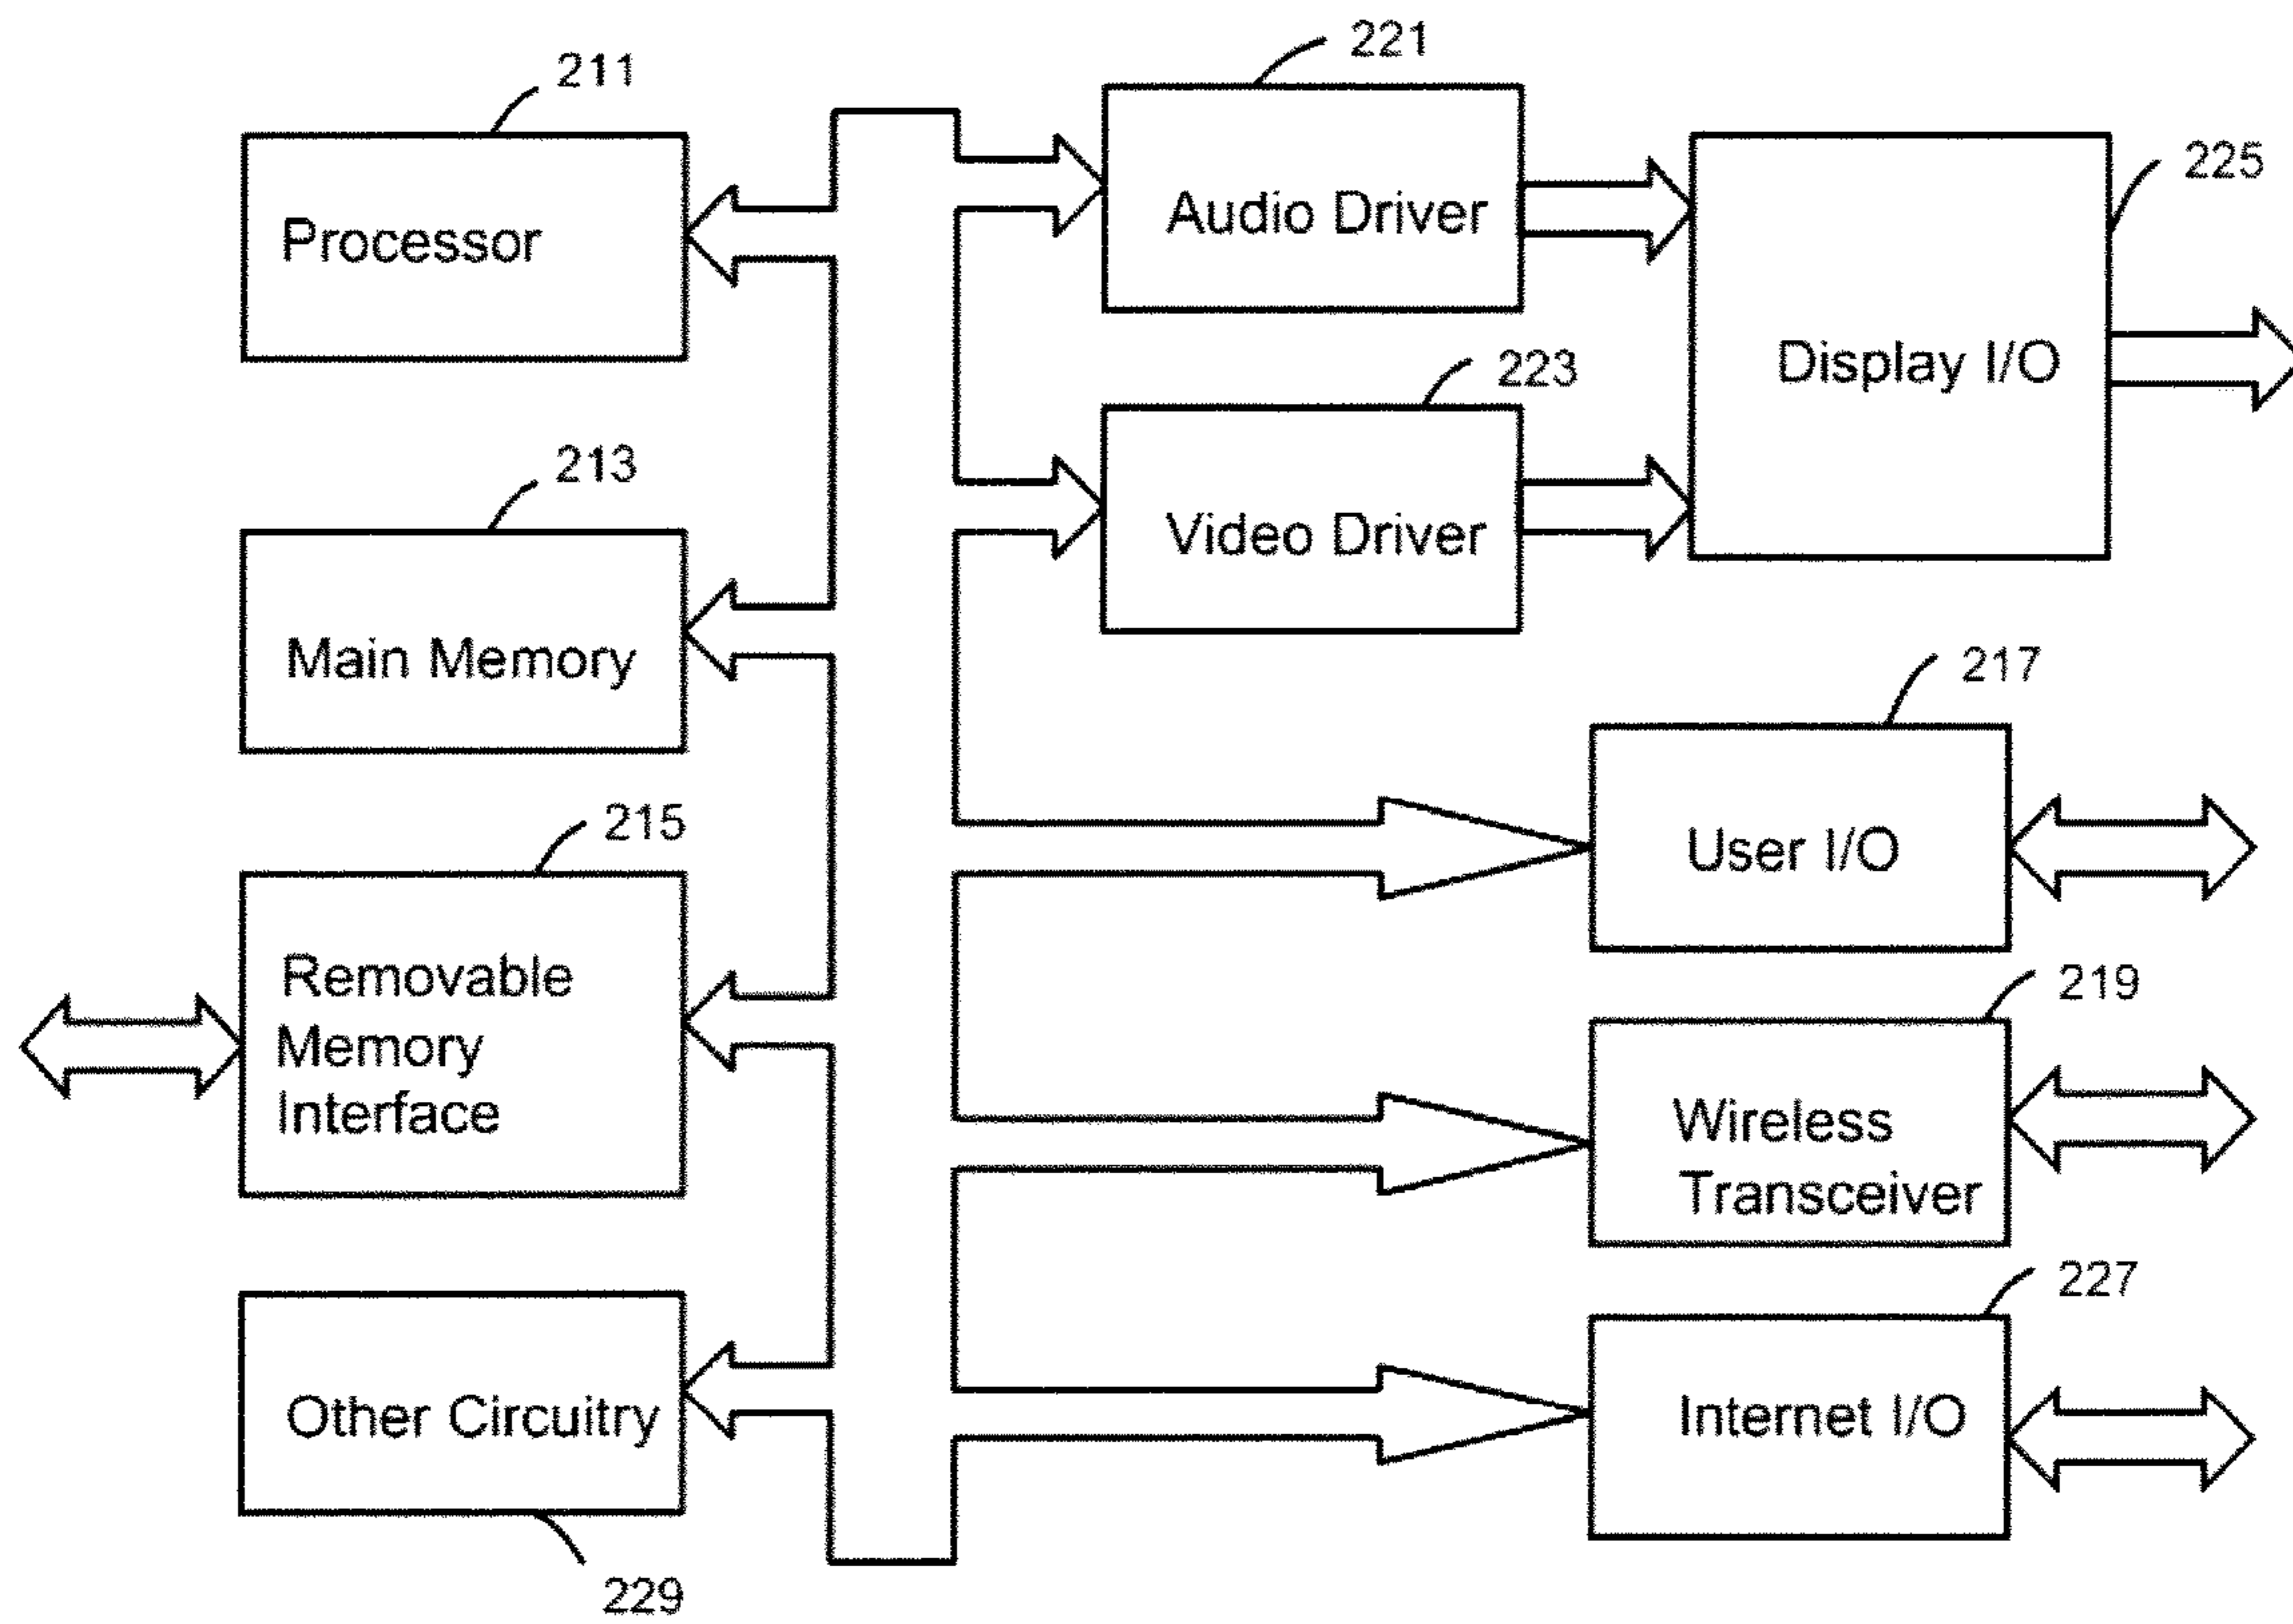 211
Processor
213
Main Memory
215
Removable
Memory
Interface
Other Circuitry
229
221
Audio Driver
223
Video Driver
225
Display I/O
217
User I/O
219
Wireless
Transceiver
227
Internet I/O